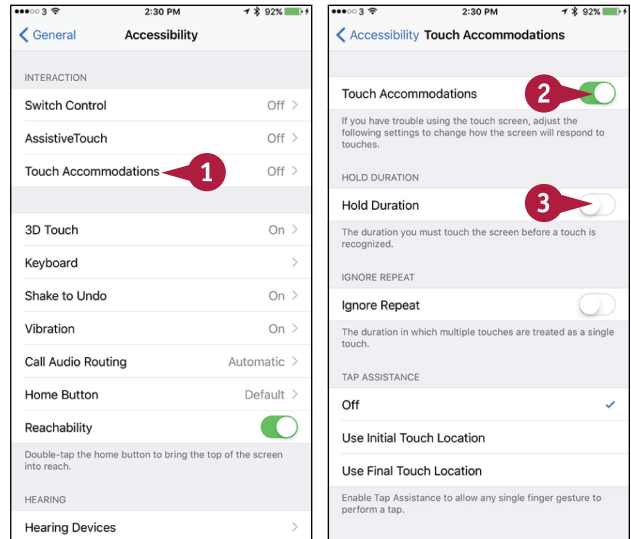 3 2:30 PM 92%
General Accessibility
INTERACTION
Switch Control Off
AssistiveTouch Off
Touch Accommodations 1 Off
3D Touch On
Keyboard
Shake to Undo On
Vibration On
Call Audio Routing Automatic
Home Button Default
Reachability
Double-tap the home button to bring the top of the screen
into reach.
HEARING
Hearing Devices
3 2:30 PM 92%
Accessibility Touch Accommodations
Touch Accommodations 2
If you have trouble using the touch screen, adjust the
following settings to change how the screen will respond to
touches.
HOLD DURATION
Hold Duration 3
The duration you must touch the screen before a touch is
recognized.
IGNORE REPEAT
Ignore Repeat
The duration in which multiple touches are treated as a single
touch.
TAP ASSISTANCE
Off
Use Initial Touch Location
Use Final Touch Location
Enable Tap Assistance to allow any single finger gesture to
perform a tap.